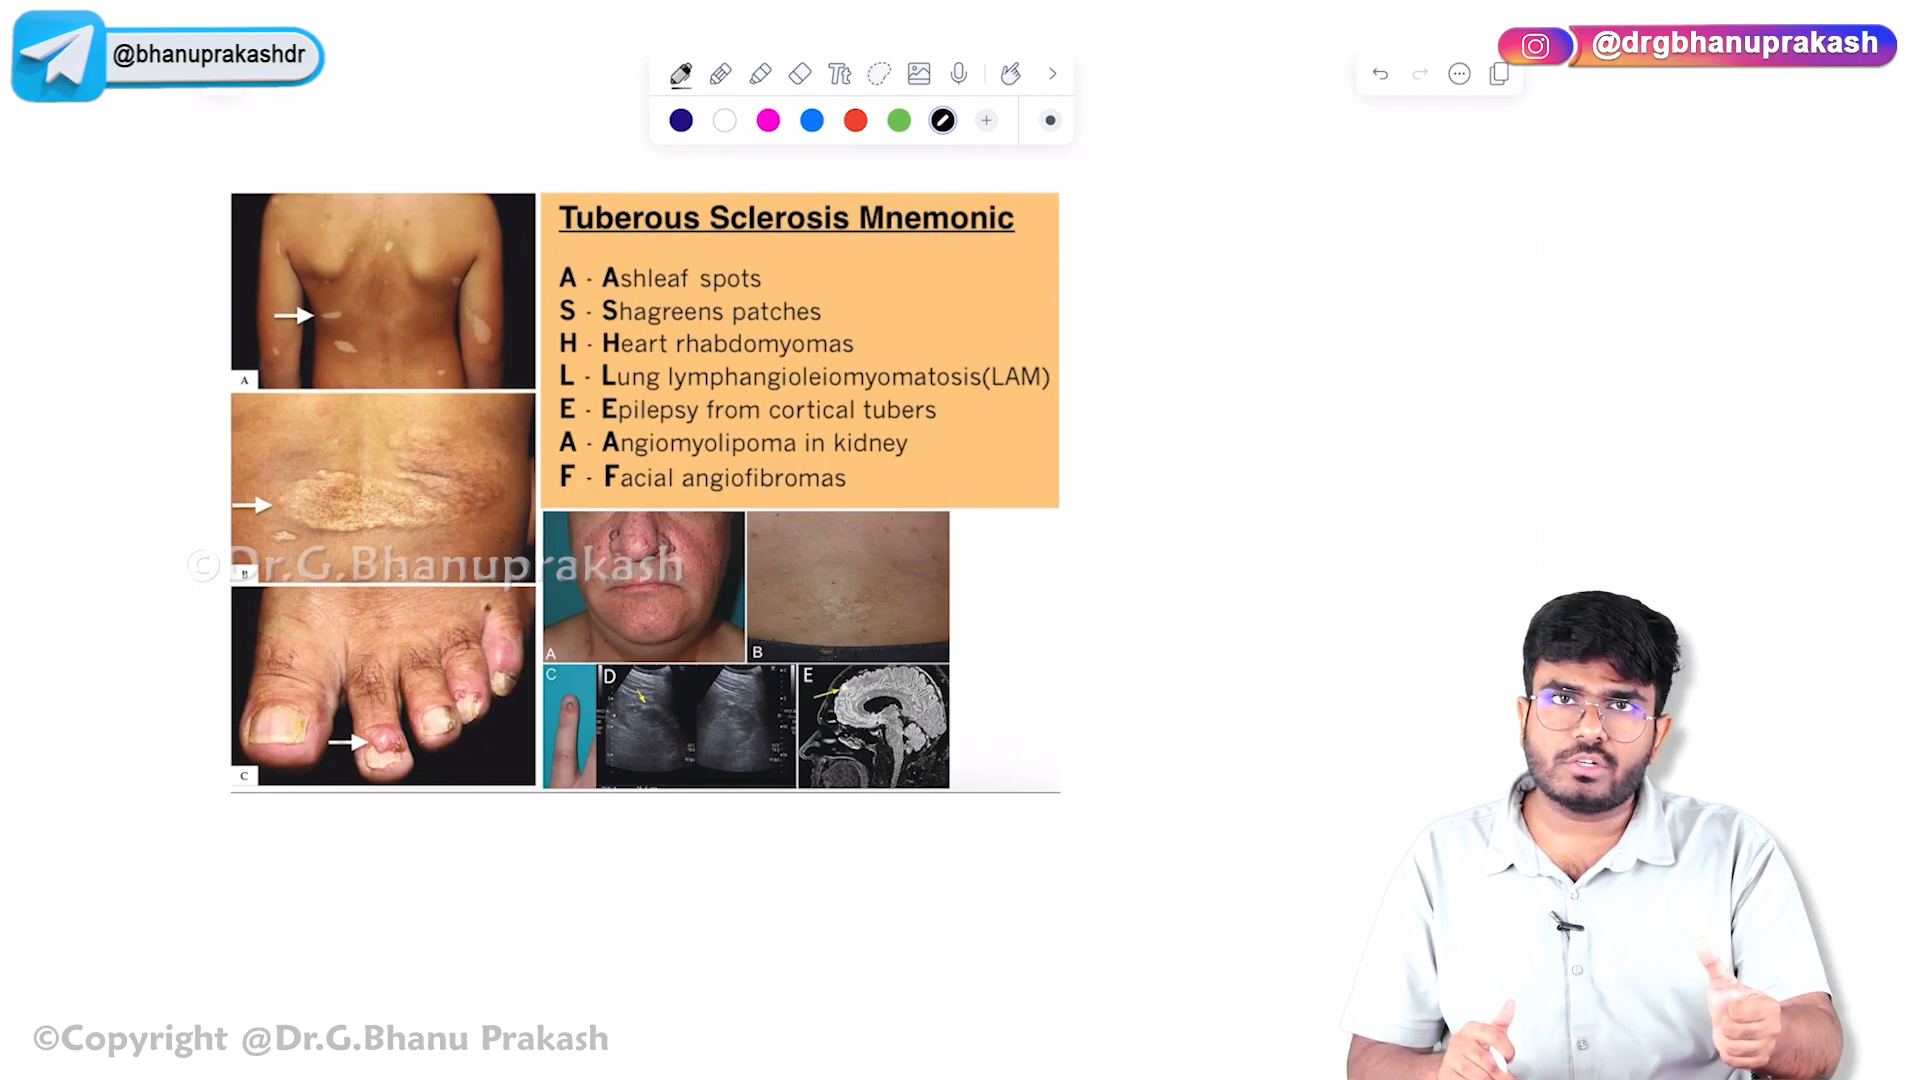 @bhanuprakashdr
@drgbhanuprakash
Tt
Tuberous Sclerosis Mnemonic
A - Ashleaf spots
S - Shagreens patches
H - Heart rhabdomyomas
L - Lung lymphangioleiomyomatosis(LAM)
E - Epilepsy from cortical tubers
A - Angiomyolipoma in kidney
F - Facial angiofibromas
A
B
C
©Dr.G.Bhanuprakash
A
B
C
D
E
©Copyright @Dr.G.Bhanu Prakash